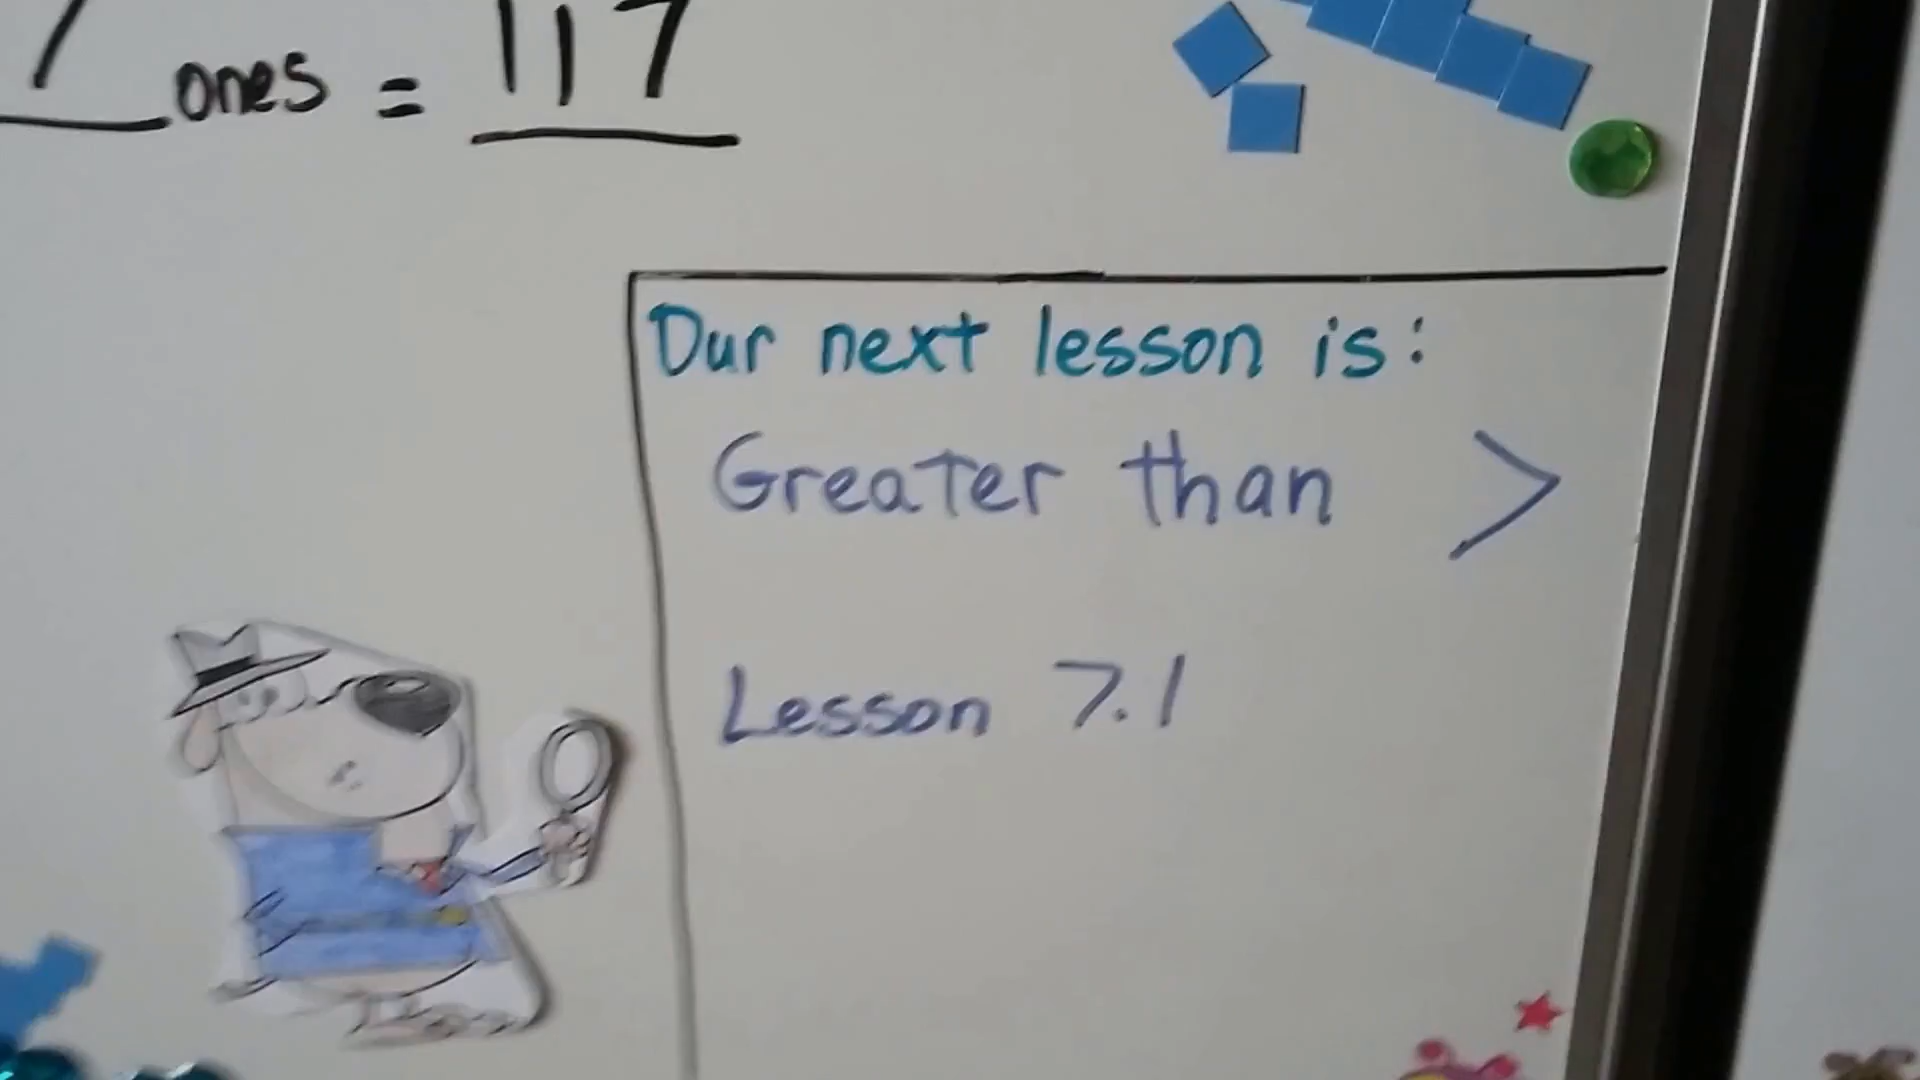 7 ones = 117
Our next lesson is:
Greater than >
Lesson 7.1